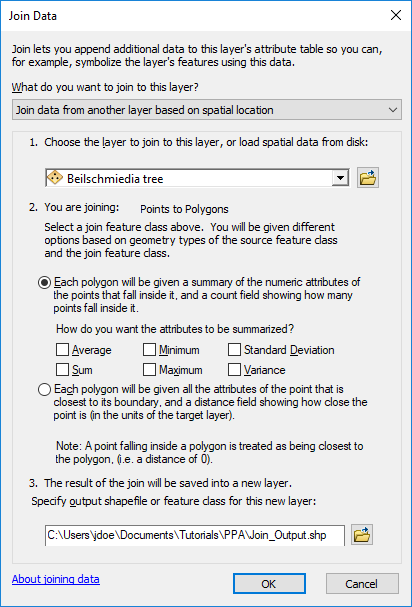 Join Data
Join lets you append additional data to this layer's attribute table so you can,
for example, symbolize the layer's features using this data.
What do you want to join to this layer?
Join data from another layer based on spatial location
1. Choose the layer to join to this layer, or load spatial data from disk:
Beilschmiedia tree
2. You are joining: Points to Polygons
Select a join feature class above. You will be given different
options based on geometry types of the source feature class
and the join feature class.
Each polygon will be given a summary of the numeric attributes of
the points that fall inside it, and a count field showing how many
points fall inside it.
How do you want the attributes to be summarized?
Average Minimum Standard Deviation
Sum Maximum Variance
Each polygon will be given all the attributes of the point that is
closest to its boundary, and a distance field showing how close the
point is (in the units of the target layer).
Note: A point falling inside a polygon is treated as being closest to
the polygon, (i.e. a distance of 0).
3. The result of the join will be saved into a new layer.
Specify output shapefile or feature class for this new layer:
C:\Users\jdoe\Documents\Tutorials\PPA\Join_Output.shp
About joining data
OK Cancel